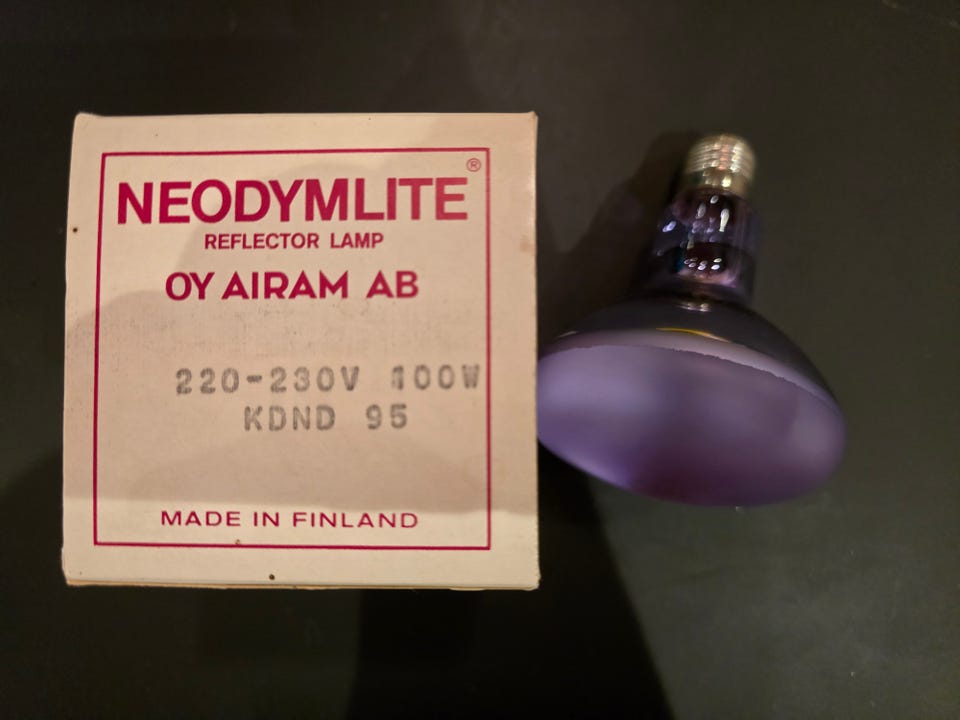 NEODYMLITE®
REFLECTOR LAMP
OY AIRAM AB
220-230V 100W
KDND 95
MADE IN FINLAND